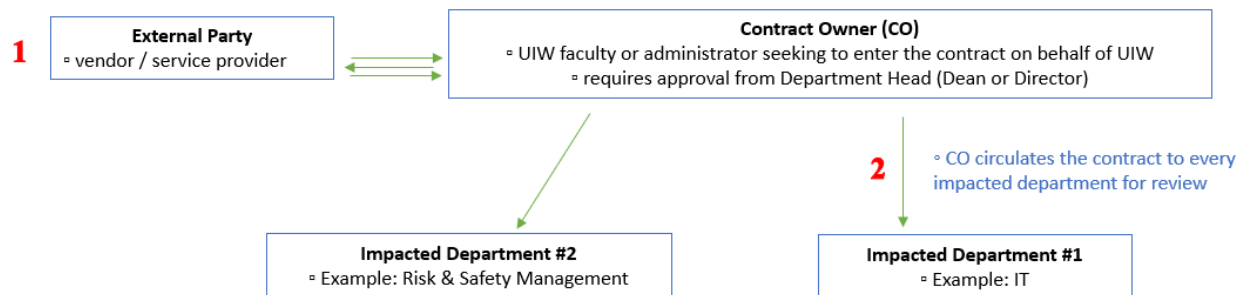 1
External Party
▫ vendor / service provider
Contract Owner (CO)
▫ UIW faculty or administrator seeking to enter the contract on behalf of UIW
▫ requires approval from Department Head (Dean or Director)
2
▫ CO circulates the contract to every
impacted department for review
Impacted Department #2
▫ Example: Risk & Safety Management
Impacted Department #1
▫ Example: IT